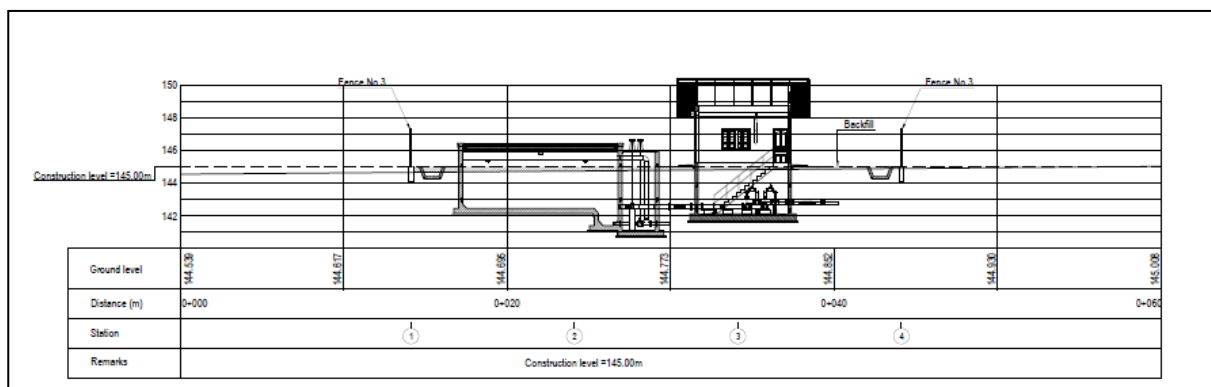 Fence No.3
Fence No.3
150
148
146
144
142
Backfill
Construction level =145.00m
Ground level
144.539
144.617
144.695
144.773
144.852
144.930
145.008
Distance (m)
0+000
0+020
0+040
0+060
Station
1
2
3
4
Remarks
Construction level =145.00m